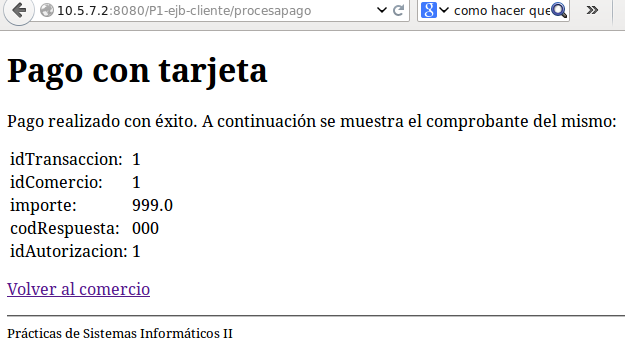 10.5.7.2:8080/P1-ejb-cliente/procesapago
como hacer que
Pago con tarjeta
Pago realizado con éxito. A continuación se muestra el comprobante del mismo:
idTransaccion: 1
idComercio: 1
importe: 999.0
codRespuesta: 000
idAutorizacion: 1
Volver al comercio
Prácticas de Sistemas Informáticos II